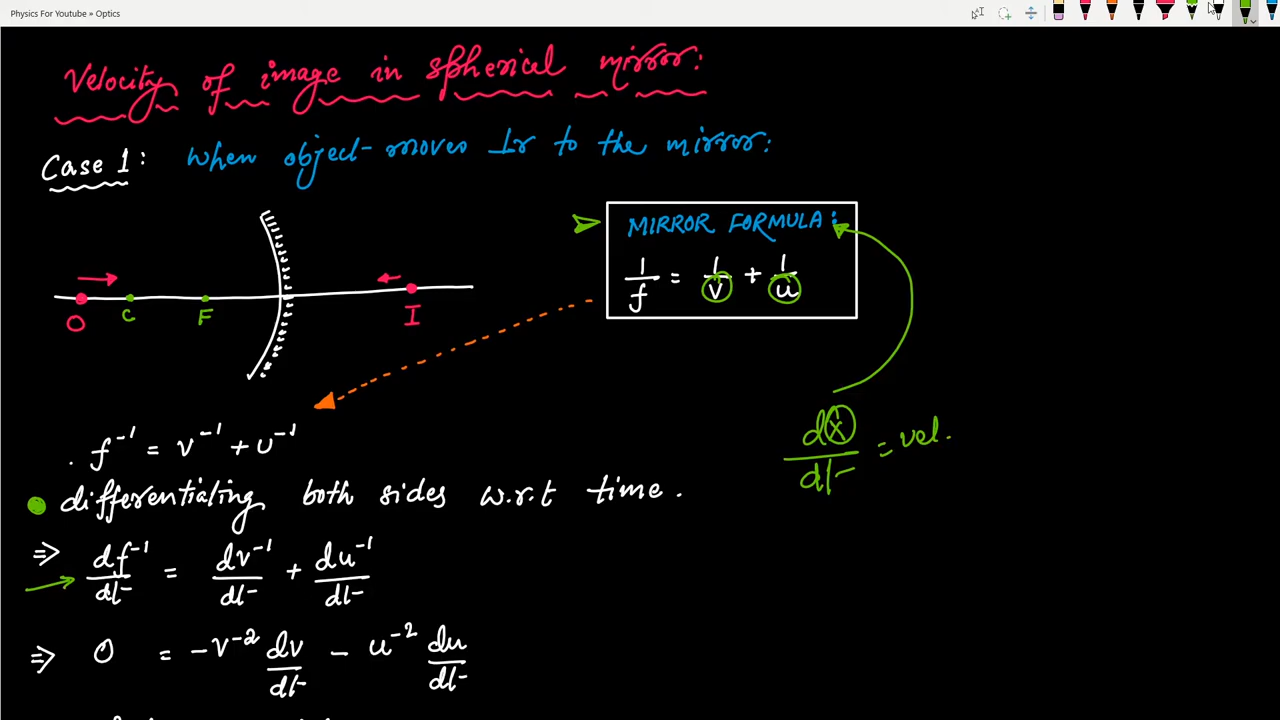 Physics For Youtube » Optics
Velocity of image in spherical mirror:
Case 1: When object moves ⊥r to the mirror:
MIRROR FORMULA:
1/f = 1/v + 1/u
O C F I
dx/dt = vel.
f⁻¹ = v⁻¹ + u⁻¹
differentialing both sides w.r.t time.
⇒ df⁻¹/dt = dv⁻¹/dt + du⁻¹/dt
⇒ 0 = -v⁻² dv/dt - u⁻² du/dt